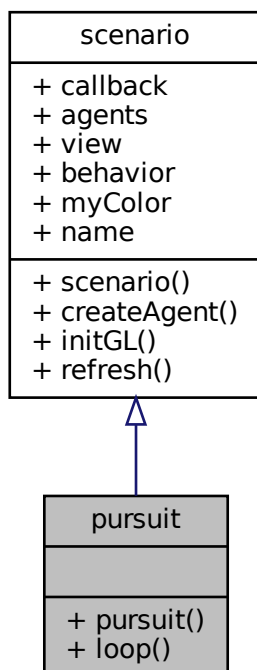 scenario
+ callback
+ agents
+ view
+ behavior
+ myColor
+ name
+ scenario()
+ createAgent()
+ initGL()
+ refresh()
pursuit
+ pursuit()
+ loop()